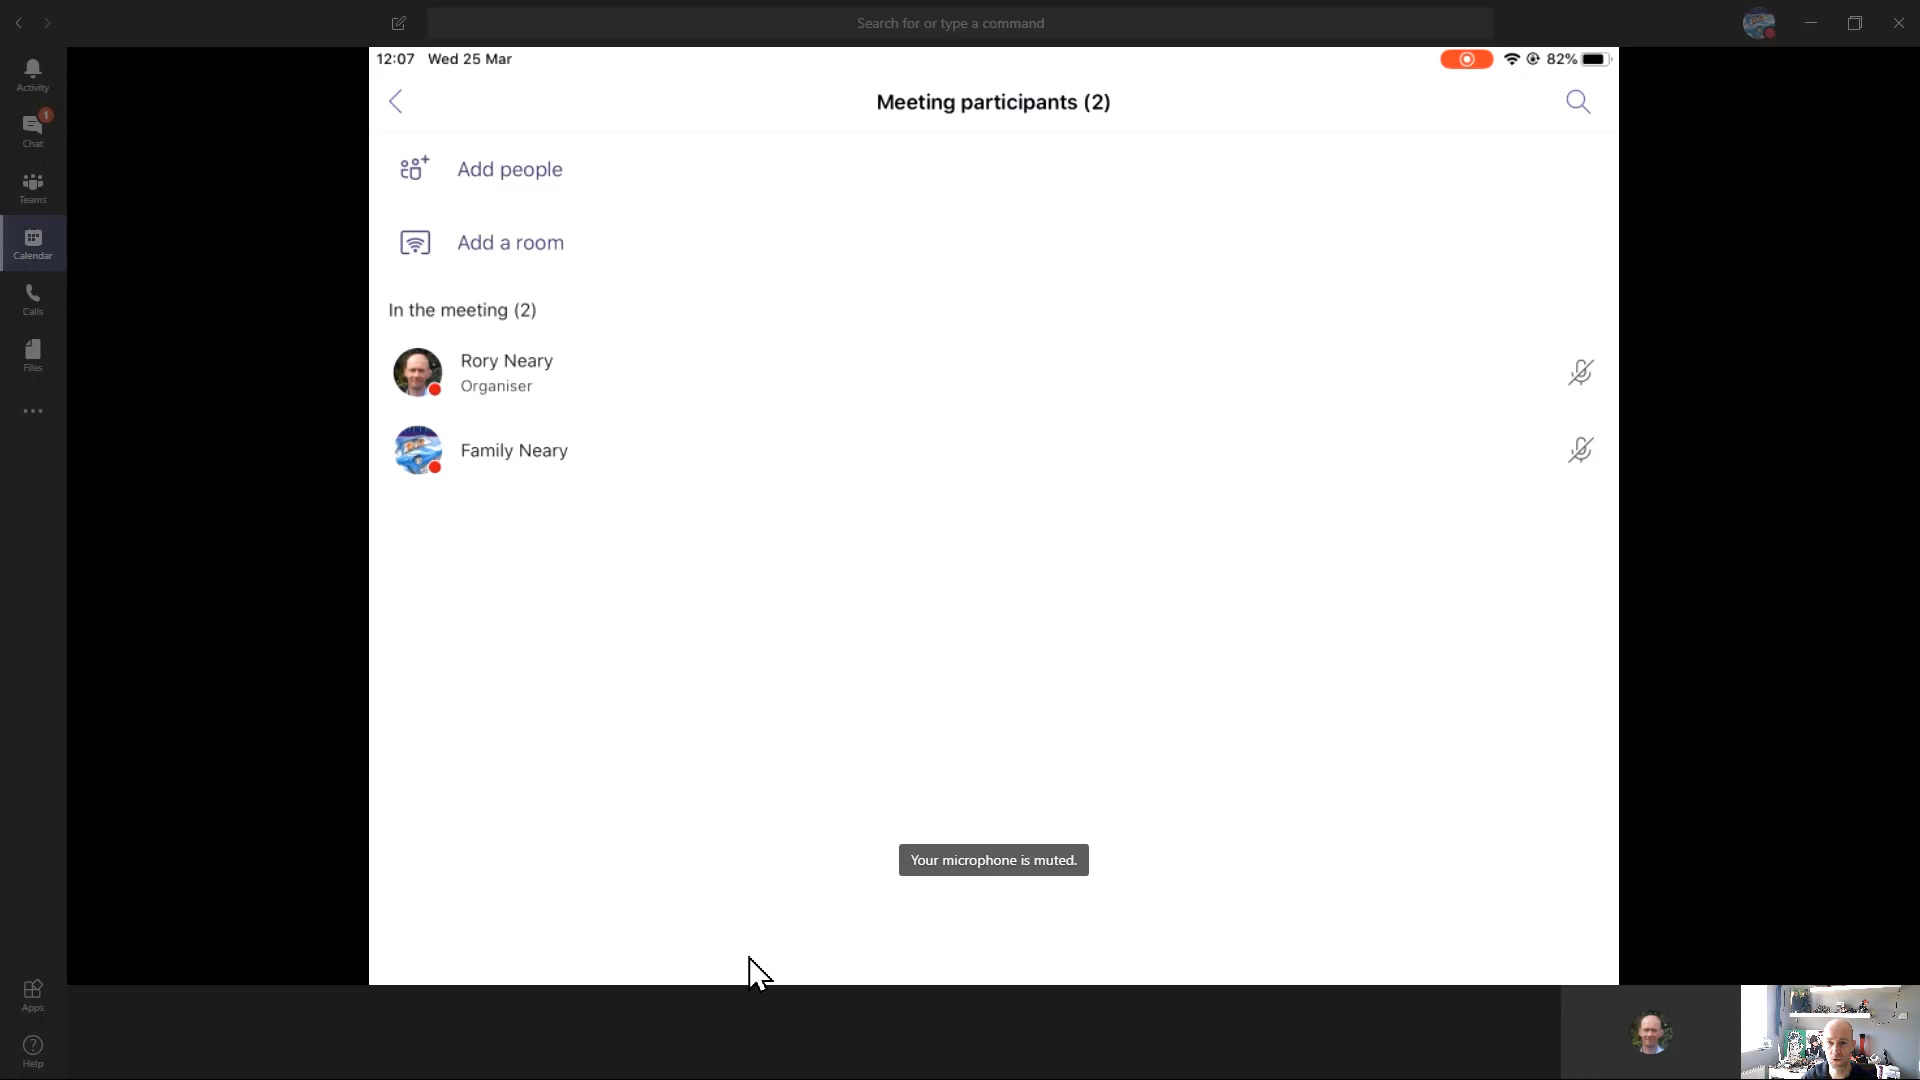 Search for or type a command
Activity
1
Chat
Teams
Calendar
Calls
Files
Apps
Help
12:07 Wed 25 Mar
82%
Meeting participants (2)
Add people
Add a room
In the meeting (2)
Rory Neary
Organiser
Family Neary
Your microphone is muted.